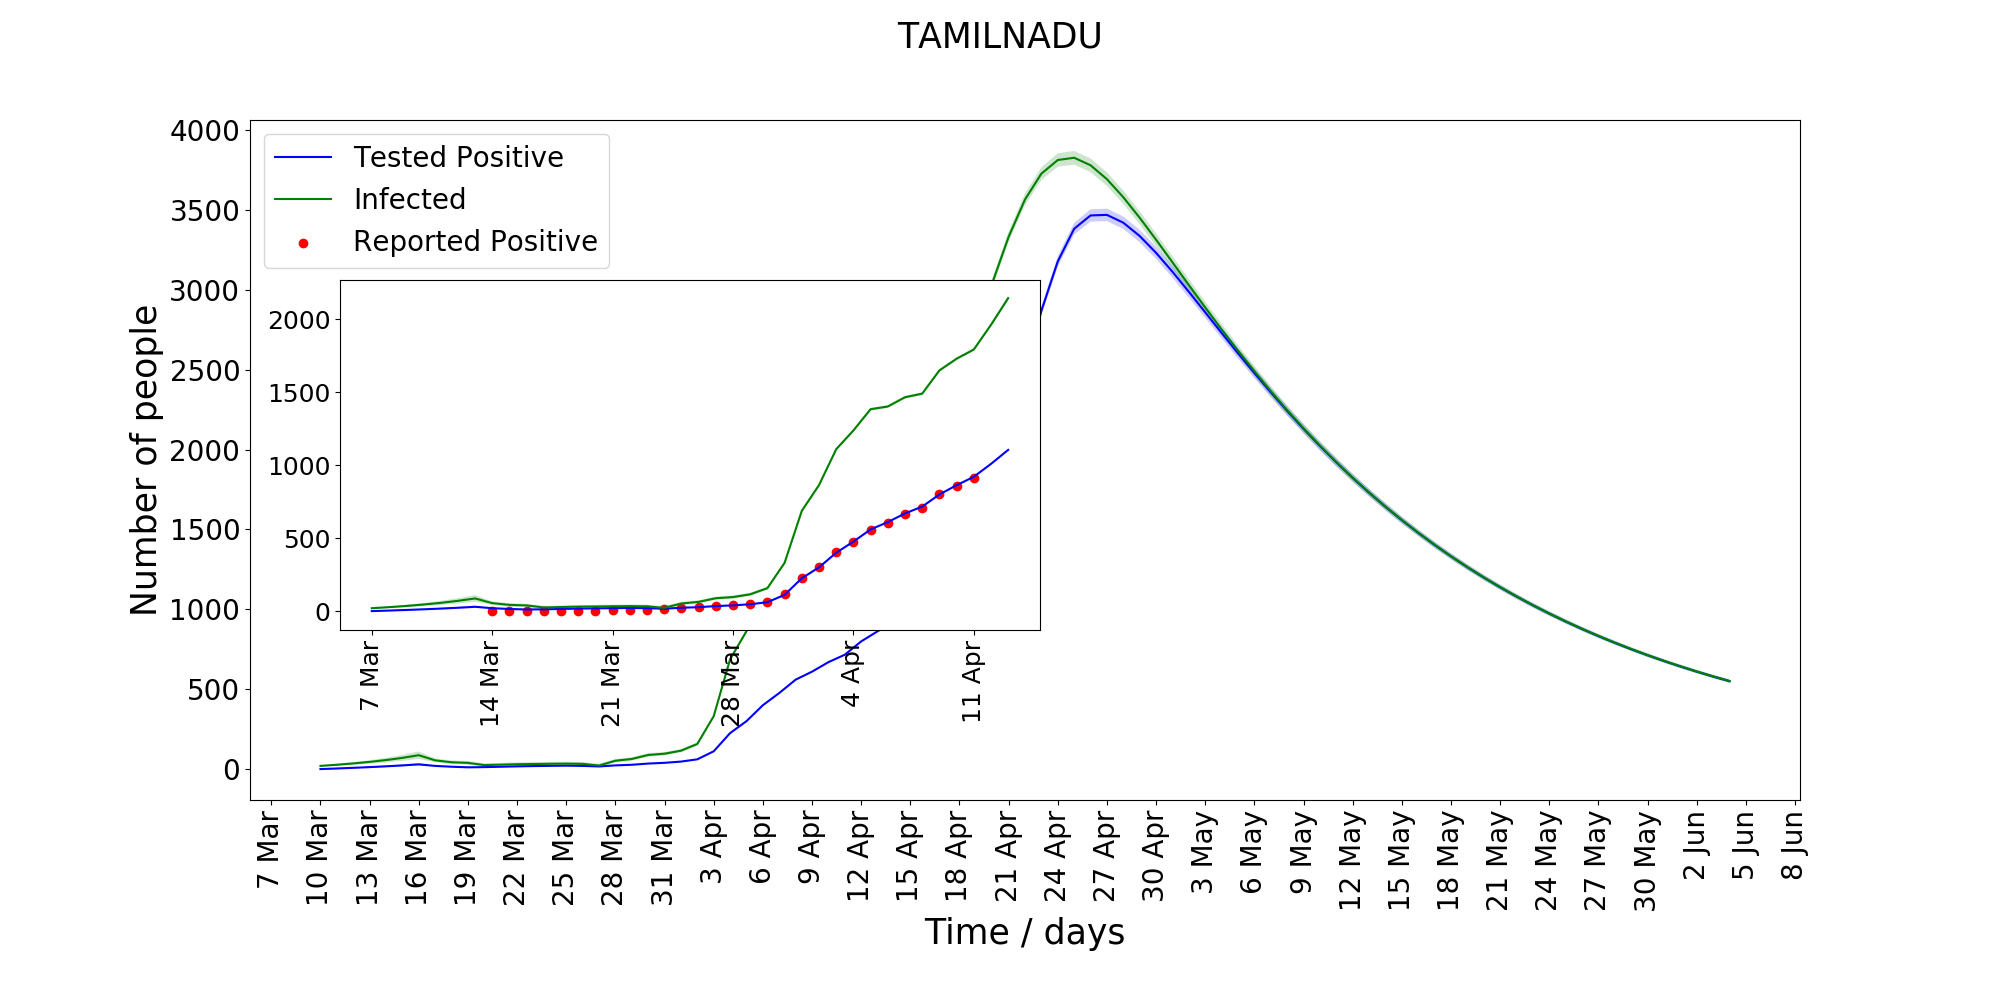 TAMILNADU
4000
3500
3000
2500
2000
1500
1000
500
0
Number of people
Tested Positive
Infected
Reported Positive
2000
1500
1000
500
0
7 Mar
14 Mar
21 Mar
28 Mar
4 Apr
11 Apr
7 Mar
10 Mar
13 Mar
16 Mar
19 Mar
22 Mar
25 Mar
28 Mar
31 Mar
3 Apr
6 Apr
9 Apr
12 Apr
15 Apr
18 Apr
21 Apr
24 Apr
27 Apr
30 Apr
3 May
6 May
9 May
12 May
15 May
18 May
21 May
24 May
27 May
30 May
2 Jun
5 Jun
8 Jun
Time / days